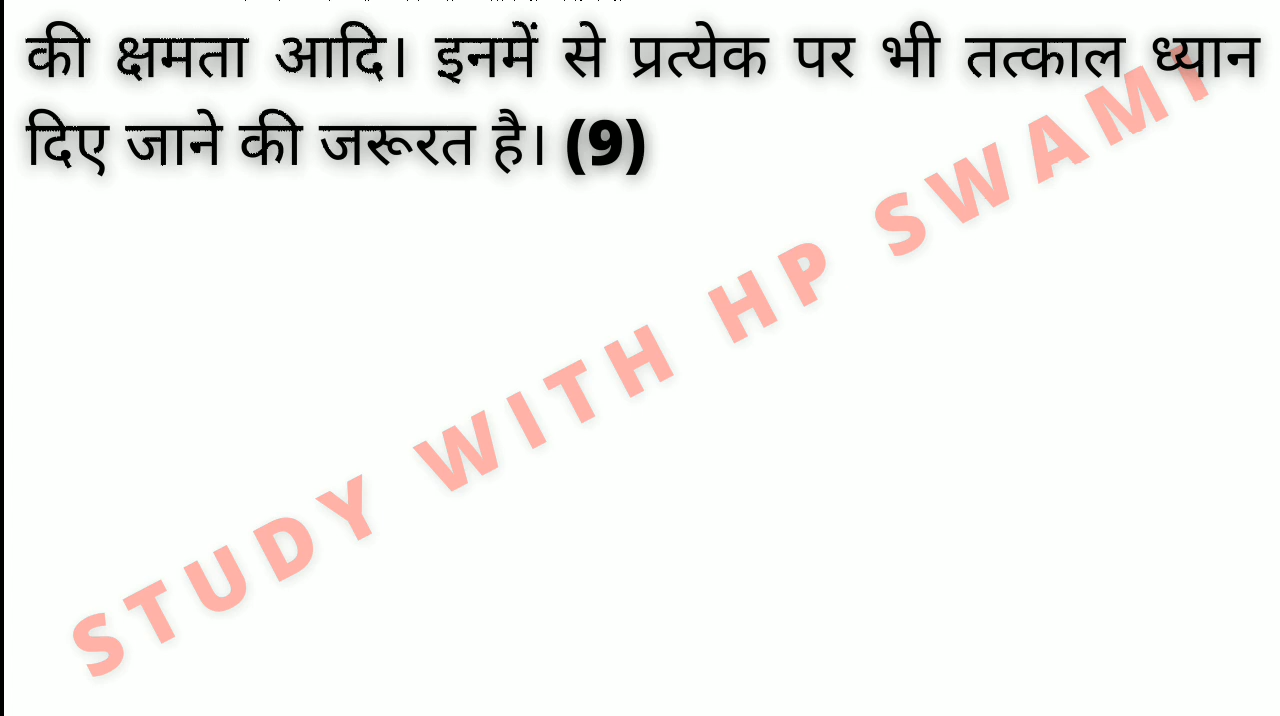 की क्षमता आदि। इनमें से प्रत्येक पर भी तत्काल ध्यान
दिए जाने की जरूरत है। (9)
STUDY WITH HP SWAMI